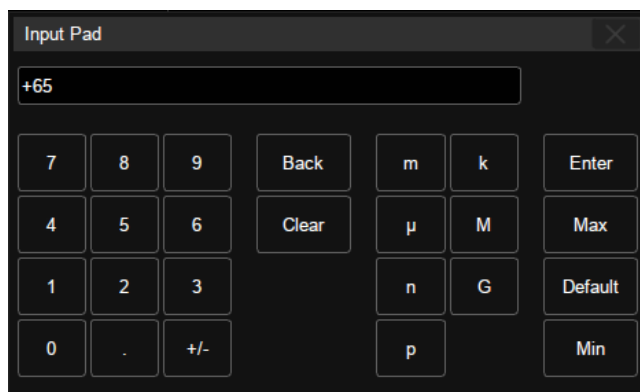 Input Pad
+65
7 8 9 Back m k Enter
4 5 6 Clear µ M Max
1 2 3 n G Default
0 . +/- p Min